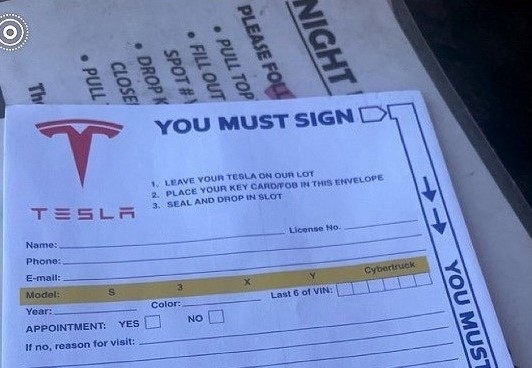 NIGHT
PLEASE FOL
• PULL TOP
• FILL OUT
SPOT #
• DROP K
CLOSE
• PULL
Th
YOU MUST SIGN
TESLA
1. LEAVE YOUR TESLA ON OUR LOT
2. PLACE YOUR KEY CARD/FOB IN THIS ENVELOPE
3. SEAL AND DROP IN SLOT
Name: License No.
Phone:
E-mail:
Model: S 3 X Y Cybertruck
Year: Color: Last 6 of VIN:
APPOINTMENT: YES NO
If no, reason for visit:
YOU MUST